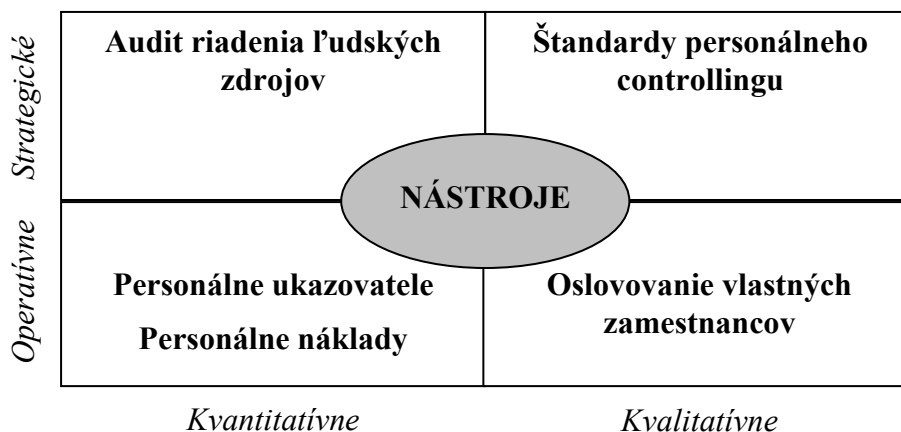 Strategické
Audit riadenia ľudských
zdrojov
Štandardy personálneho
controllingu
NÁSTROJE
Operatívne
Personálne ukazovatele
Personálne náklady
Oslovovanie vlastných
zamestnancov
Kvantitatívne
Kvalitatívne